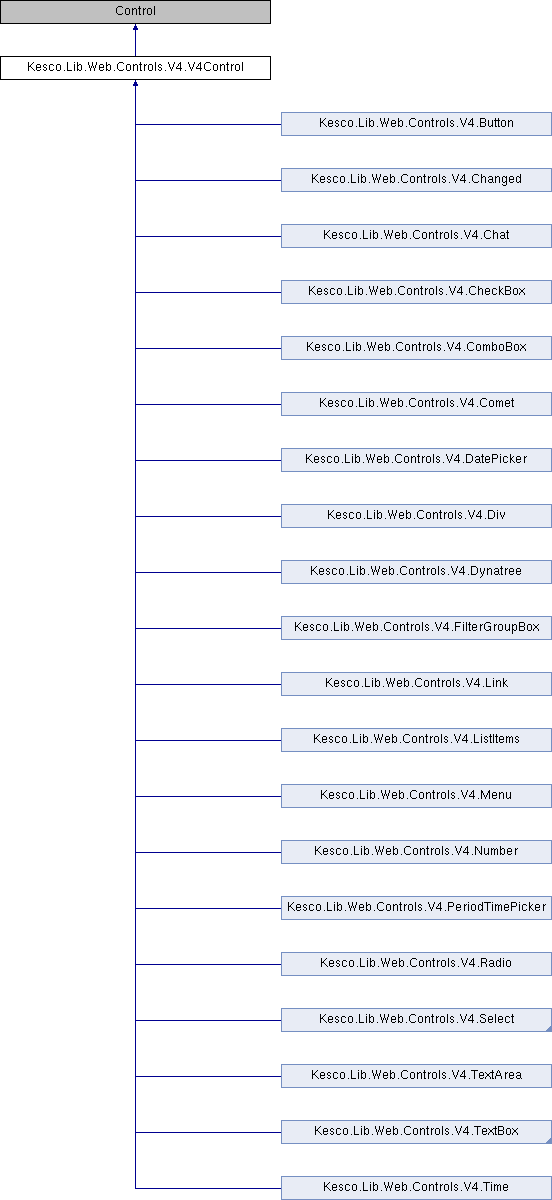 Control
Kesco.Lib.Web.Controls.V4.V4Control
Kesco.Lib.Web.Controls.V4.Button
Kesco.Lib.Web.Controls.V4.Changed
Kesco.Lib.Web.Controls.V4.Chat
Kesco.Lib.Web.Controls.V4.CheckBox
Kesco.Lib.Web.Controls.V4.ComboBox
Kesco.Lib.Web.Controls.V4.Comet
Kesco.Lib.Web.Controls.V4.DatePicker
Kesco.Lib.Web.Controls.V4.Div
Kesco.Lib.Web.Controls.V4.Dynatree
Kesco.Lib.Web.Controls.V4.FilterGroupBox
Kesco.Lib.Web.Controls.V4.Link
Kesco.Lib.Web.Controls.V4.ListItems
Kesco.Lib.Web.Controls.V4.Menu
Kesco.Lib.Web.Controls.V4.Number
Kesco.Lib.Web.Controls.V4.PeriodTimePicker
Kesco.Lib.Web.Controls.V4.Radio
Kesco.Lib.Web.Controls.V4.Select
Kesco.Lib.Web.Controls.V4.TextArea
Kesco.Lib.Web.Controls.V4.TextBox
Kesco.Lib.Web.Controls.V4.Time